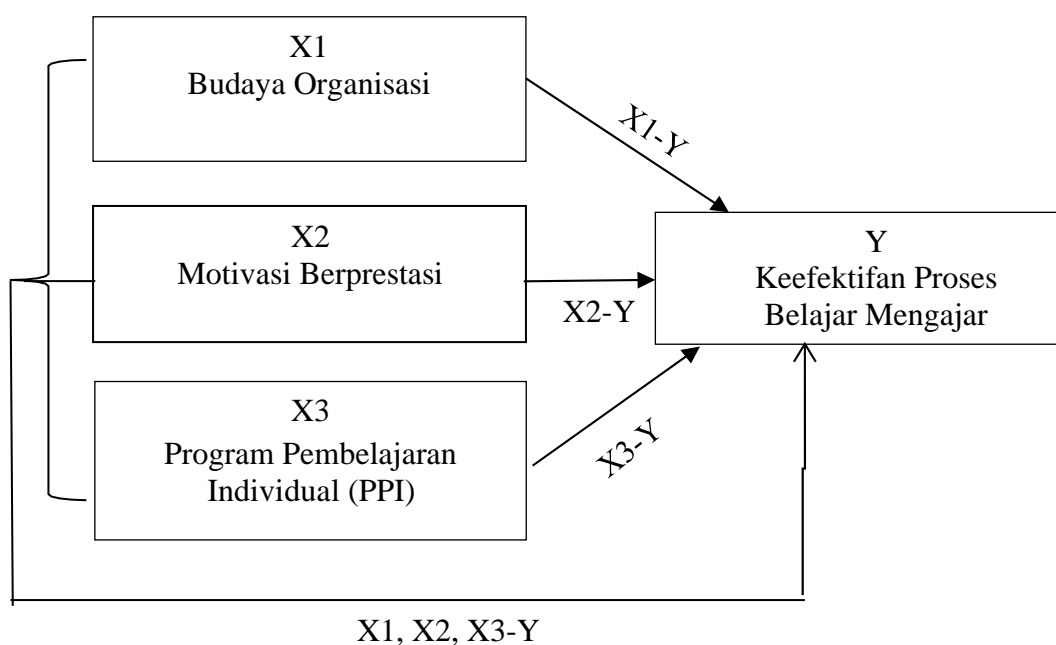 X1
Budaya Organisasi
X1-Y
X2
Motivasi Berprestasi
X2-Y
Y
Keefektifan Proses
Belajar Mengajar
X3
Program Pembelajaran
Individual (PPI)
X3-Y
X1, X2, X3-Y